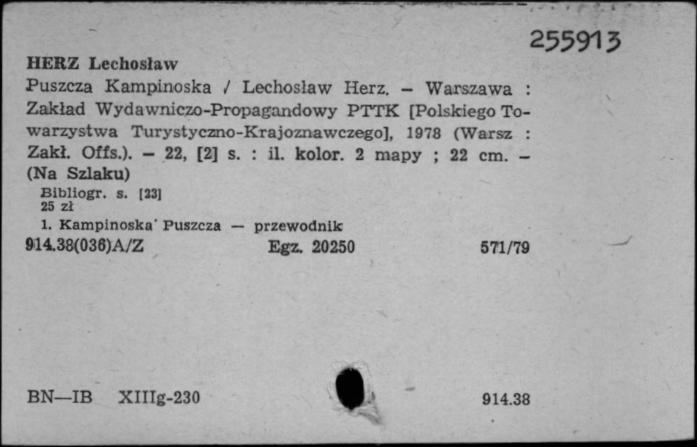 255913
HERZ Lechosław
Puszcza Kampinoska / Lechosław Herz. — Warszawa :
Zakład Wydawniczo-Propagandowy PTTK [Polskiego To-
warzystwa Turystyczno-Krajoznawczego], 1978 (Warsz :
Zakł. Offs.). — 22, [2] s. : il. kolor. 2 mapy ; 22 cm. —
(Na Szlaku)
Bibliogr. s. [23]
25 zł
1. Kampinoska Puszcza — przewodnik
914.38(036)A/Z Egz. 20250 571/79
BN—IB XIIIg-230 914.38